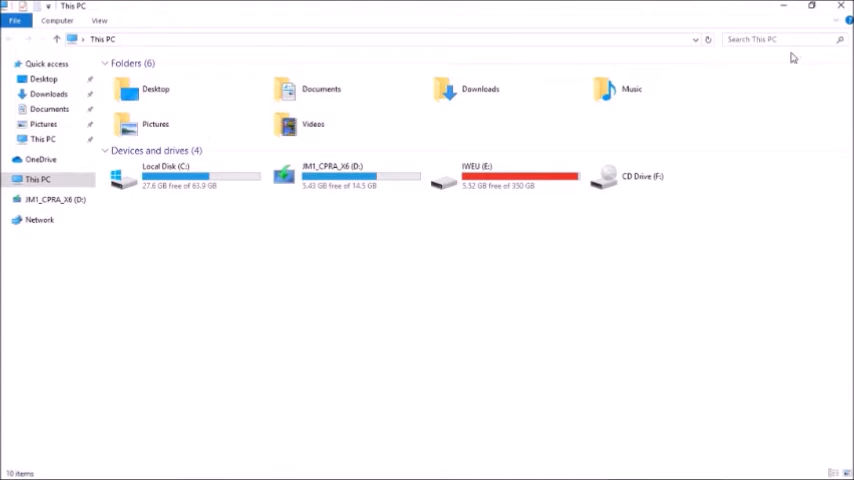 This PC
File Computer View
This PC
Search This PC
Quick access
Desktop
Downloads
Documents
Pictures
This PC
OneDrive
This PC
JM1_CPRA_X6 (D:)
Network
Folders (6)
Desktop Documents Downloads Music
Pictures Videos
Devices and drives (4)
Local Disk (C:) JM1_CPRA_X6 (D:) IWEU (E:) CD Drive (F:)
27.6 GB free of 63.9 GB 5.43 GB free of 14.5 GB 5.52 GB free of 350 GB
10 items